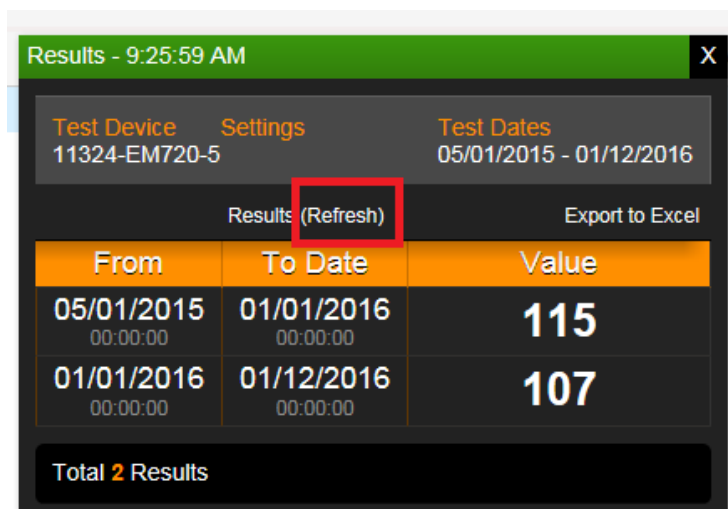 Results - 9:25:59 AM X
Test Device Settings Test Dates
11324-EM720-5 05/01/2015 - 01/12/2016
Results (Refresh) Export to Excel
From To Date Value
05/01/2015 01/01/2016 115
00:00:00 00:00:00
01/01/2016 01/12/2016 107
00:00:00 00:00:00
Total 2 Results